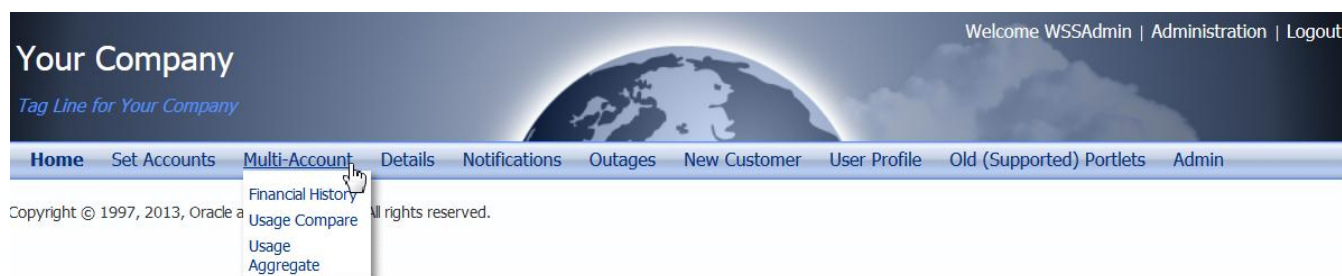 Welcome WSSAdmin | Administration | Logout
Your Company
Tag Line for Your Company
Home Set Accounts Multi-Account Details Notifications Outages New Customer User Profile Old (Supported) Portlets Admin
Financial History
Copyright © 1997, 2013, Oracle a All rights reserved.
Usage Compare
Usage
Aggregate